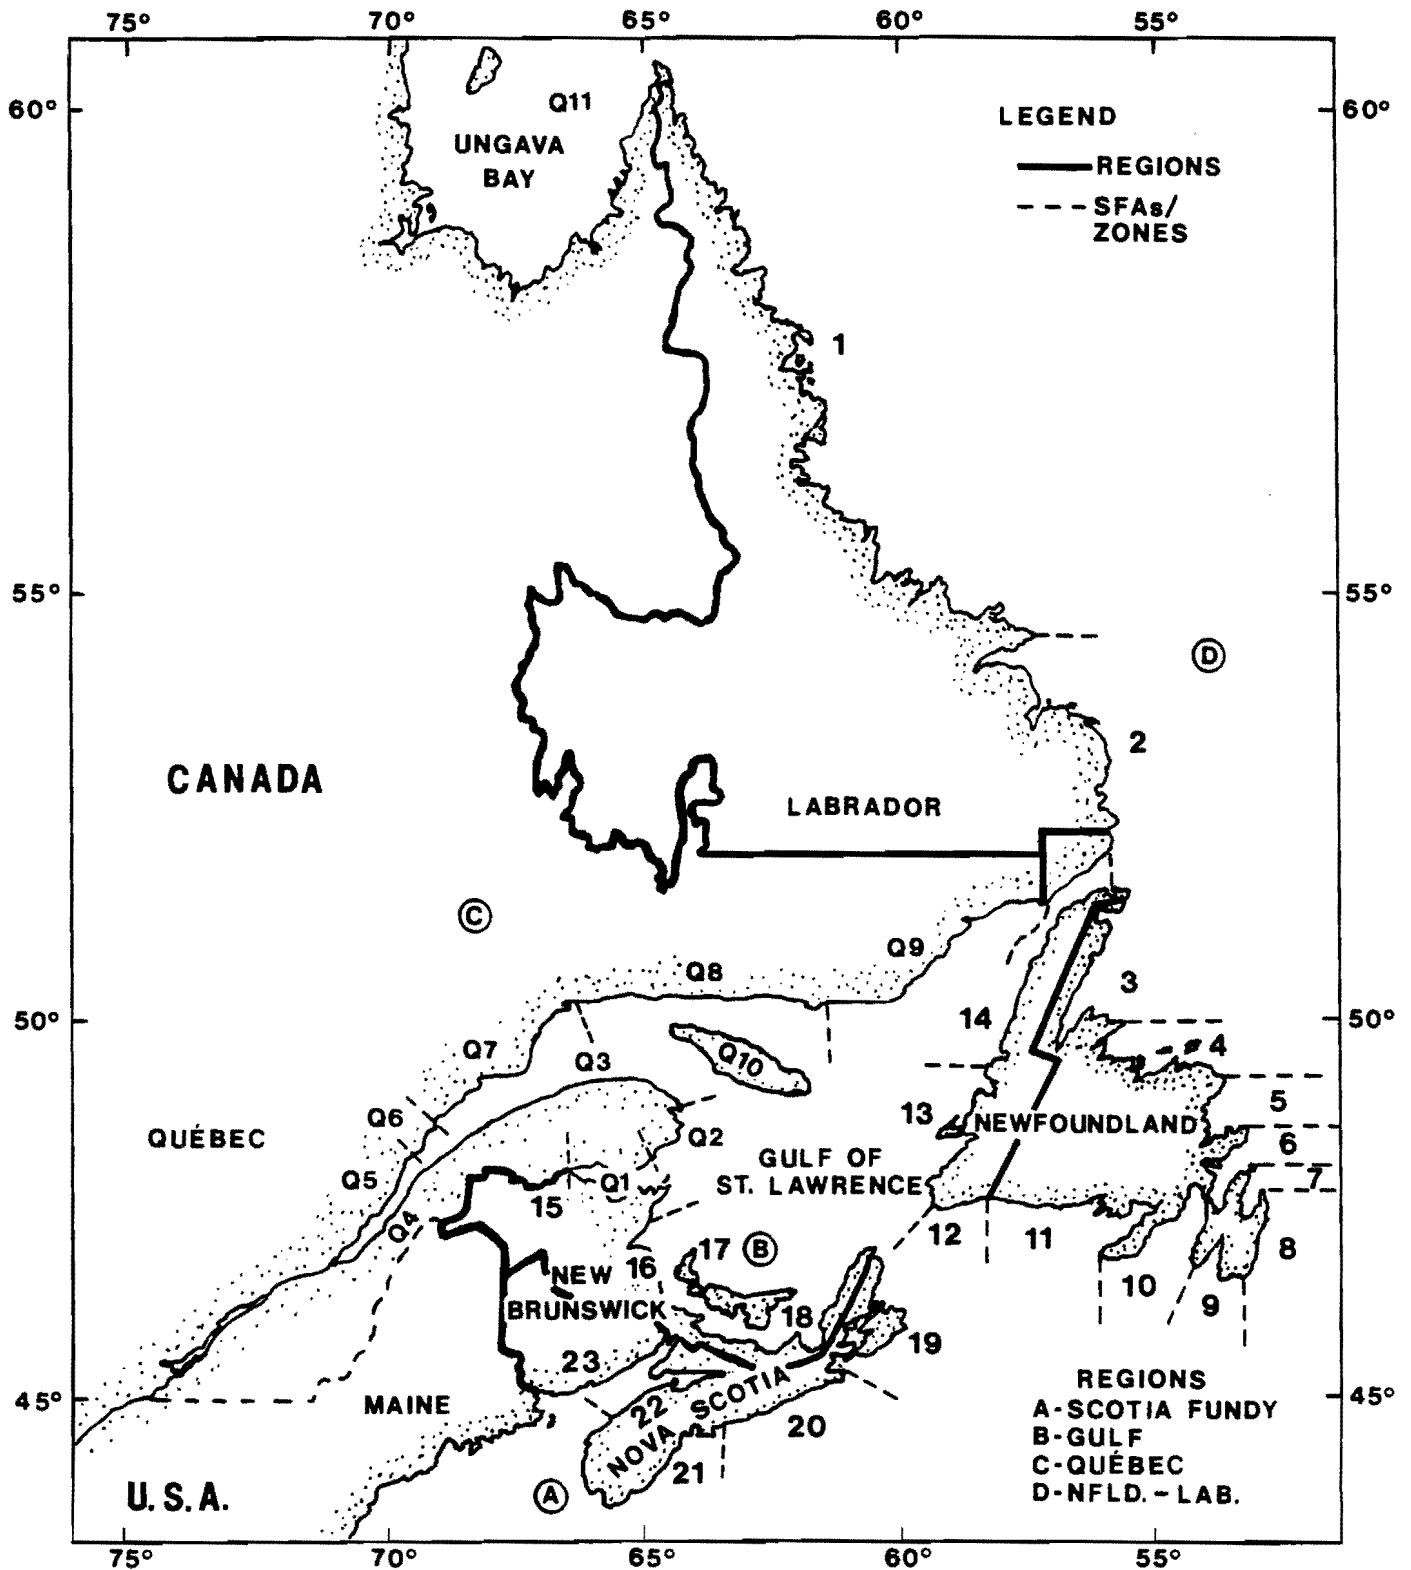 75° 70° 65° 60° 55°
60° 60°
Q11
UNGAVA
BAY
LEGEND
REGIONS
SFAs/
ZONES
1
55° 55°
D
2
CANADA
LABRADOR
C
Q9
Q8
3
14
50° 50°
4
Q7
Q3
Q10
5
13
Q6
NEWFOUNDLAND
QUÉBEC
Q2
6
GULF OF
ST. LAWRENCE
7
Q5
Q1
15
Q4
12
11
8
17
B
16
NEW
BRUNSWICK
10
9
18
19
23
MAINE
45° 45°
22
NOVA SCOTIA
20
21
A
U.S.A.
REGIONS
A-SCOTIA FUNDY
B-GULF
C-QUÉBEC
D-NFLD.-LAB.
75° 70° 65° 60° 55°